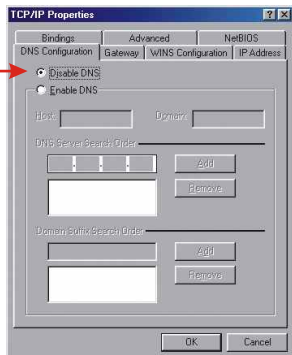 TCP/IP Properties
Bindings Advanced NetBIOS
DNS Configuration Gateway WINS Configuration IP Address
Disable DNS
Enable DNS
Host: Domain:
DNS Server Search Order
Add
Remove
Domain Suffix Search Order
Add
Remove
OK Cancel